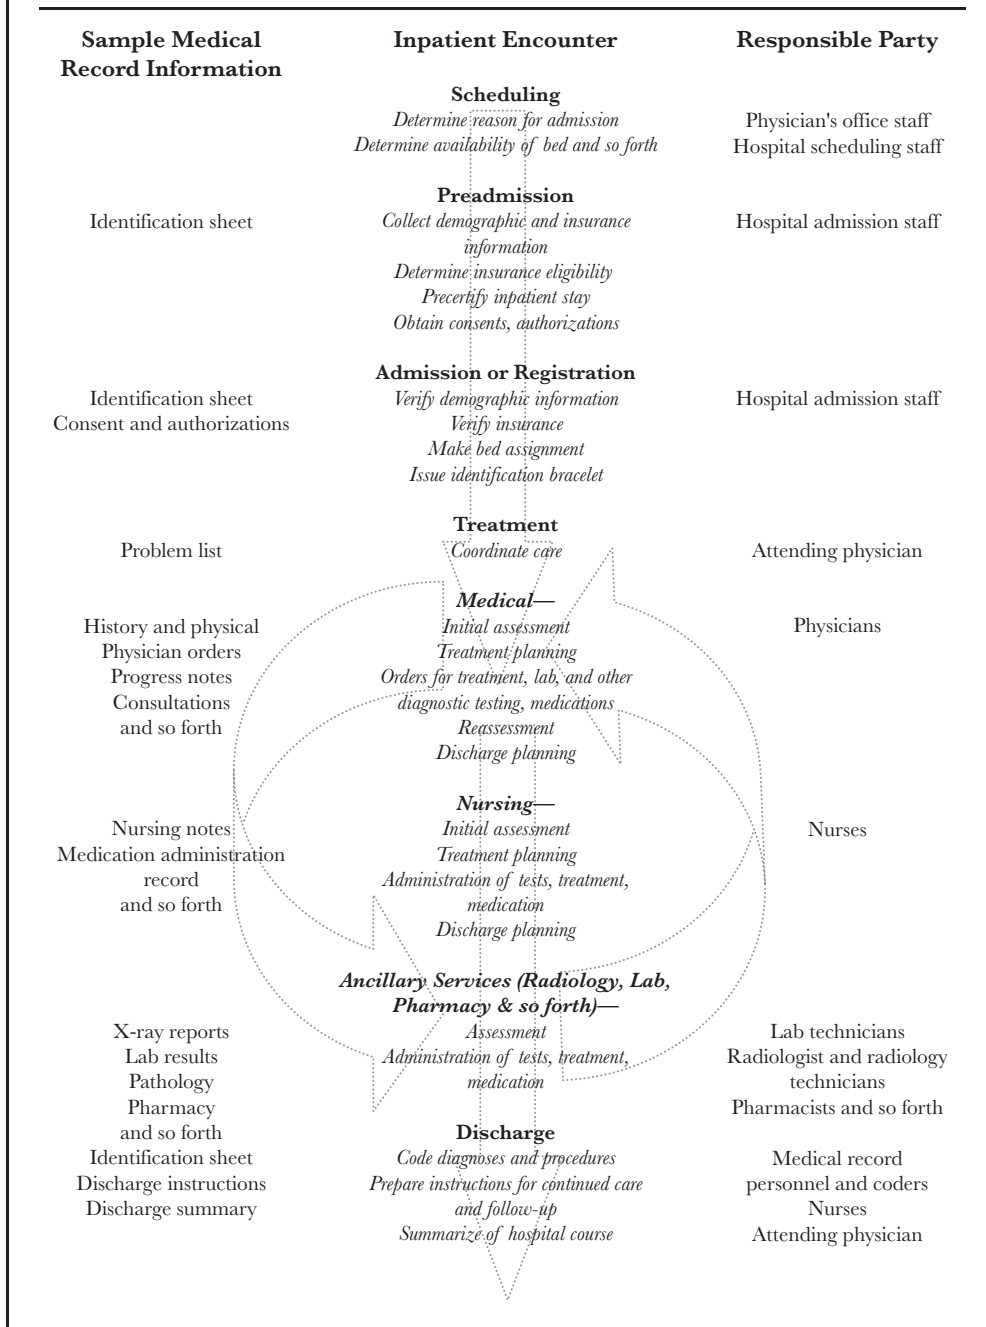 Sample Medical
Record Information
Inpatient Encounter
Responsible Party
Scheduling
Determine reason for admission
Determine availability of bed and so forth
Physician's office staff
Hospital scheduling staff
Preadmission
Identification sheet
Collect demographic and insurance
information
Determine insurance eligibility
Precertify inpatient stay
Obtain consents, authorizations
Hospital admission staff
Admission or Registration
Identification sheet
Consent and authorizations
Verify demographic information
Verify insurance
Make bed assignment
Issue identification bracelet
Hospital admission staff
Treatment
Problem list
Coordinate care
Attending physician
Medical—
History and physical
Physician orders
Progress notes
Consultations
and so forth
Initial assessment
Treatment planning
Orders for treatment, lab, and other
diagnostic testing, medications
Reassessment
Discharge planning
Physicians
Nursing—
Nursing notes
Medication administration
record
and so forth
Initial assessment
Treatment planning
Administration of tests, treatment,
medication
Discharge planning
Nurses
Ancillary Services (Radiology, Lab,
Pharmacy & so forth)—
X-ray reports
Lab results
Pathology
Pharmacy
and so forth
Assessment
Administration of tests, treatment,
medication
Lab technicians
Radiologist and radiology
technicians
Pharmacists and so forth
Discharge
Identification sheet
Discharge instructions
Discharge summary
Code diagnoses and procedures
Prepare instructions for continued care
and follow-up
Summarize of hospital course
Medical record
personnel and coders
Nurses
Attending physician